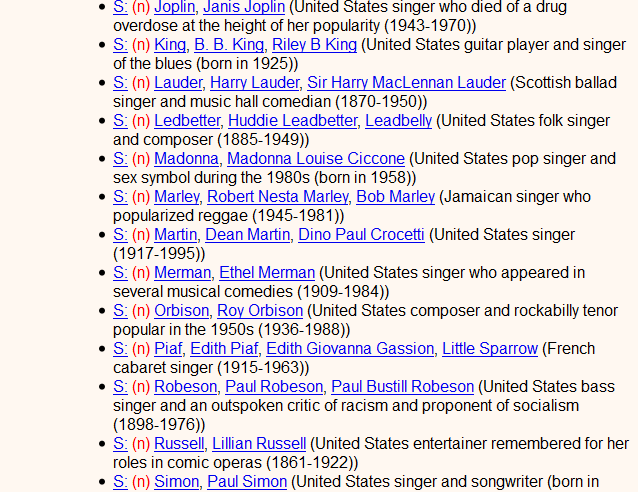 S: (n) Joplin, Janis Joplin (United States singer who died of a drug
overdose at the height of her popularity (1943-1970))
S: (n) King, B. B. King, Riley B King (United States guitar player and singer
of the blues (born in 1925))
S: (n) Lauder, Harry Lauder, Sir Harry MacLennan Lauder (Scottish ballad
singer and music hall comedian (1870-1950))
S: (n) Ledbetter, Huddie Leadbetter, Leadbelly (United States folk singer
and composer (1885-1949))
S: (n) Madonna, Madonna Louise Ciccone (United States pop singer and
sex symbol during the 1980s (born in 1958))
S: (n) Marley, Robert Nesta Marley, Bob Marley (Jamaican singer who
popularized reggae (1945-1981))
S: (n) Martin, Dean Martin, Dino Paul Crocetti (United States singer
(1917-1995))
S: (n) Merman, Ethel Merman (United States singer who appeared in
several musical comedies (1909-1984))
S: (n) Orbison, Roy Orbison (United States composer and rockabilly tenor
popular in the 1950s (1936-1988))
S: (n) Piaf, Edith Piaf, Edith Giovanna Gassion, Little Sparrow (French
cabaret singer (1915-1963))
S: (n) Robeson, Paul Robeson, Paul Bustill Robeson (United States bass
singer and an outspoken critic of racism and proponent of socialism
(1898-1976))
S: (n) Russell, Lillian Russell (United States entertainer remembered for her
roles in comic operas (1861-1922))
S: (n) Simon, Paul Simon (United States singer and songwriter (born in